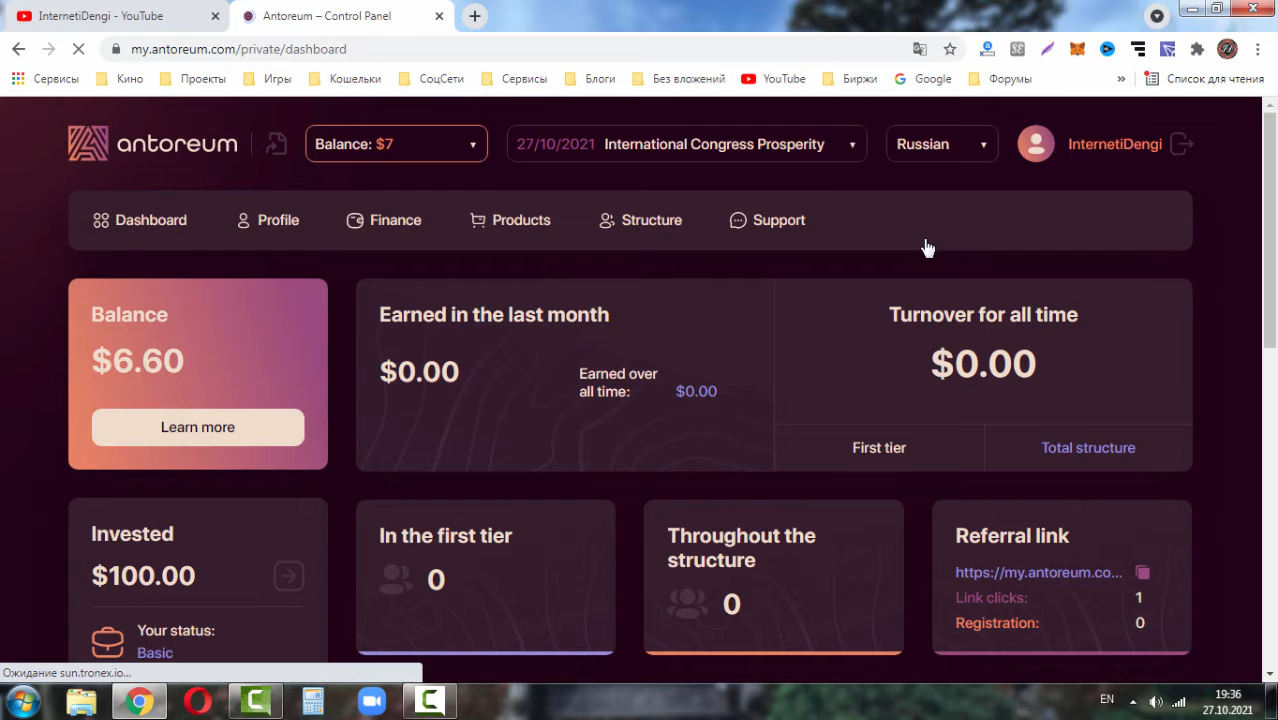 InternetiDengi - YouTube
Antoreum – Control Panel
my.antoreum.com/private/dashboard
Сервисы
Кино
Проекты
Игры
Кошельки
СоцСети
Сервисы
Блоги
Без вложений
YouTube
Биржи
Google
Форумы
»
Список для чтения
antoreum
Balance: $7
27/10/2021 International Congress Prosperity
Russian
InternetiDengi
Dashboard
Profile
Finance
Products
Structure
Support
Balance
$6.60
Learn more
Earned in the last month
$0.00
Earned over
all time:
$0.00
Turnover for all time
$0.00
First tier
Total structure
Invested
$100.00
Your status:
Basic
In the first tier
0
Throughout the
structure
0
Referral link
https://my.antoreum.co...
Link clicks:
1
Registration:
0
Ожидание sun.tronex.io...
EN
19:36
27.10.2021